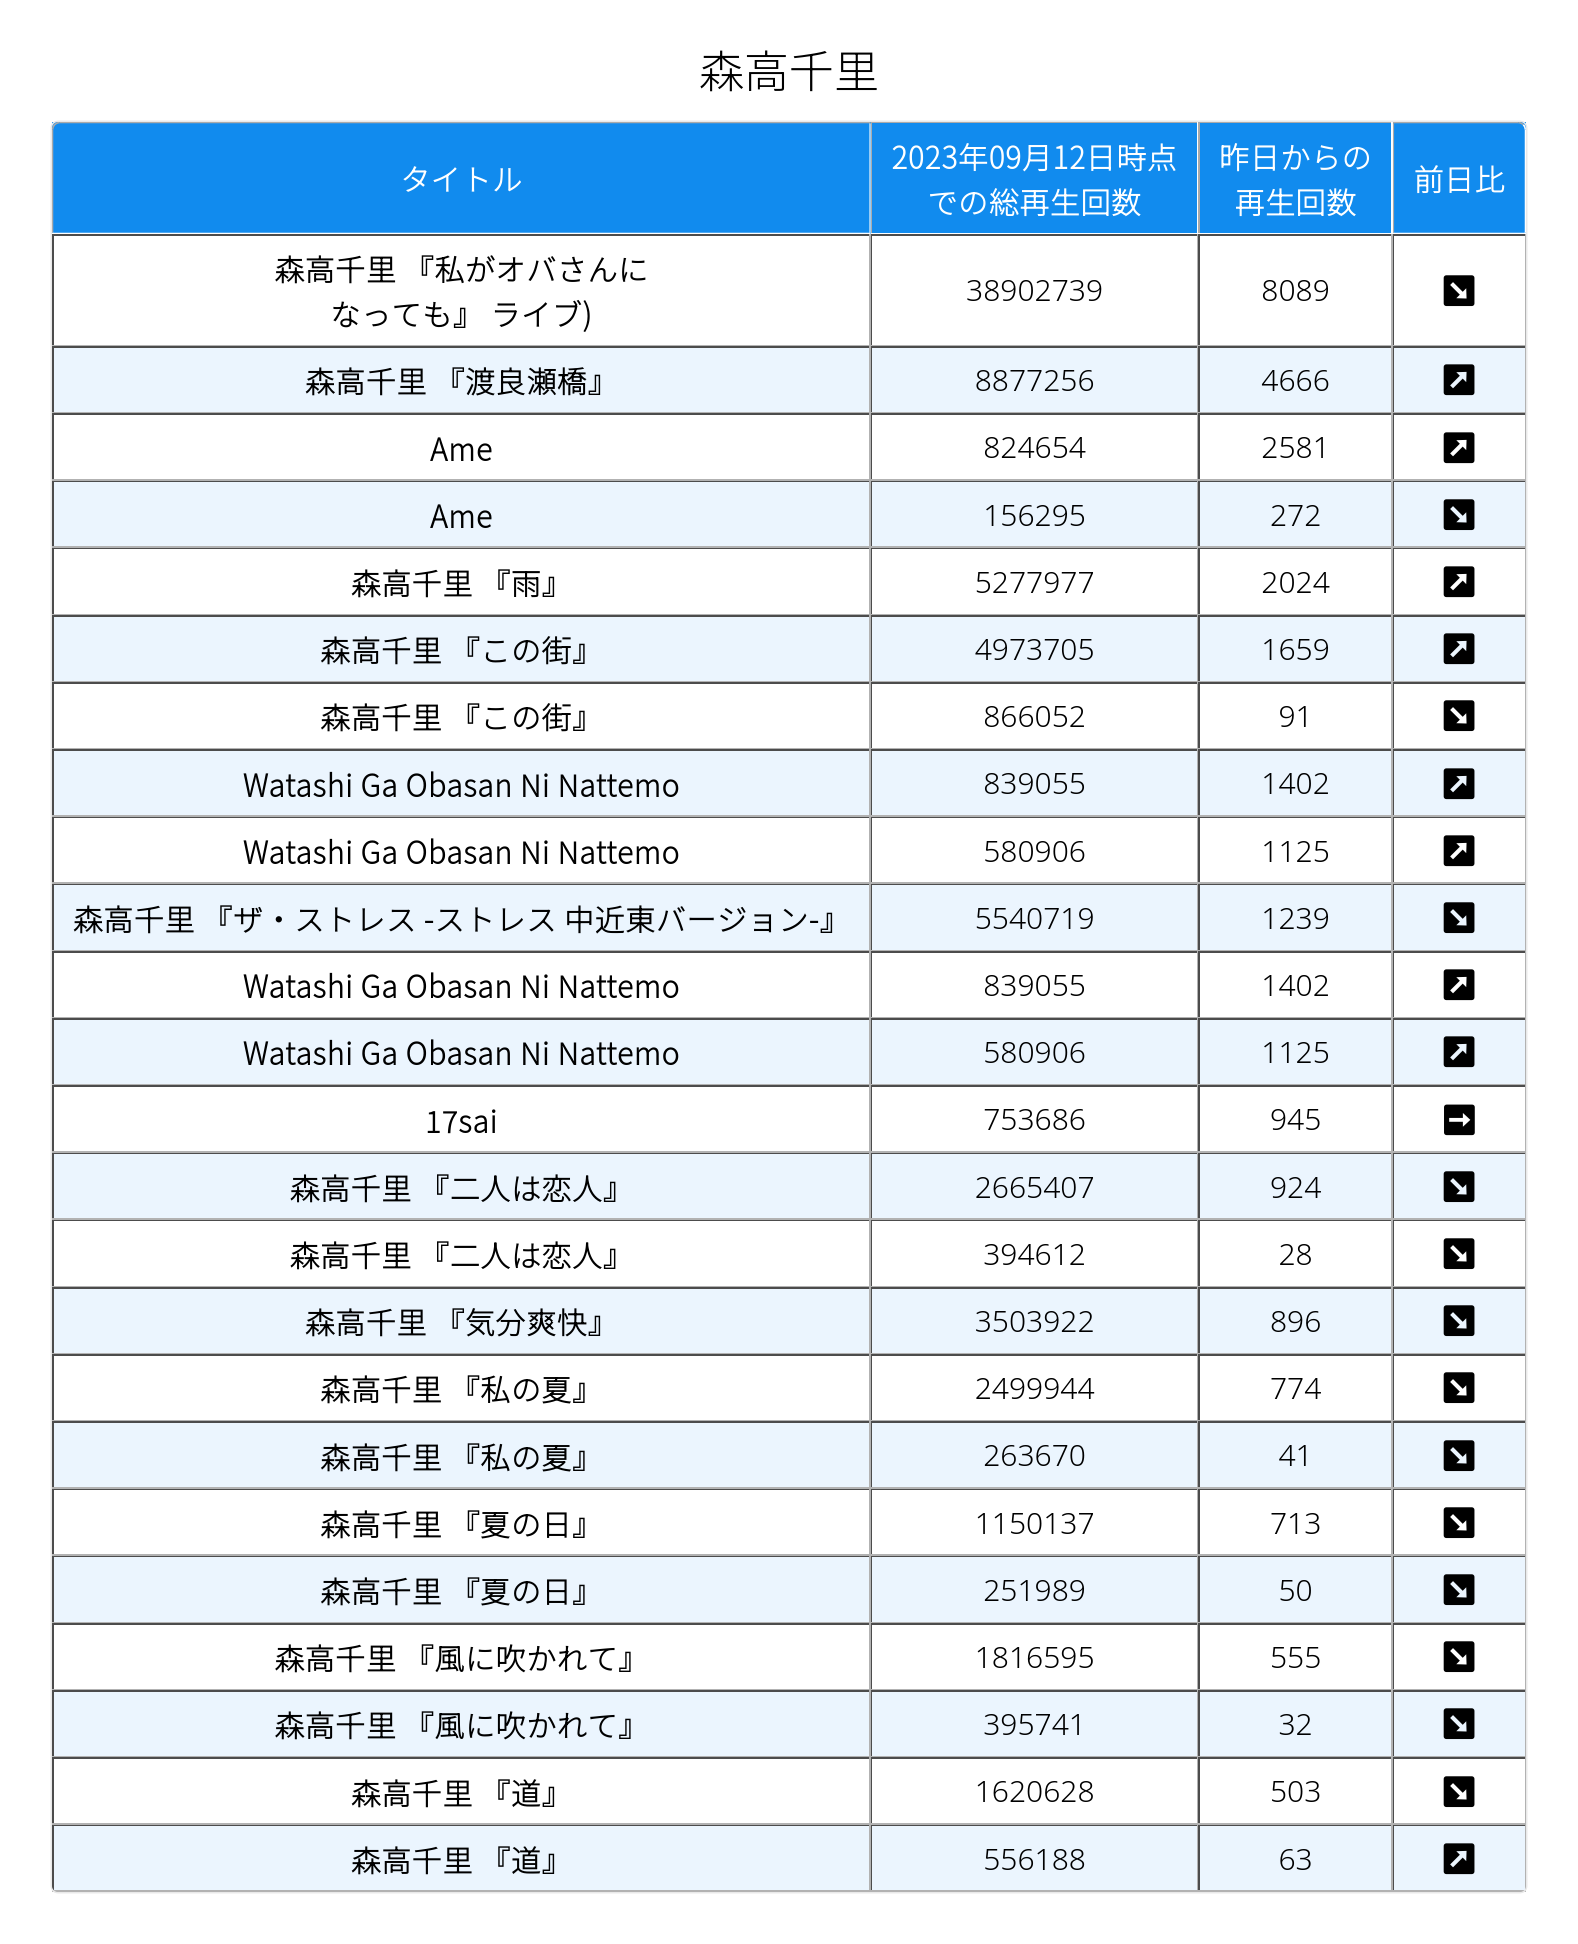 森高千里
タイトル
2023年09月12日時点
での総再生回数
昨日からの
再生回数
前日比
森高千里 『私がオバさんに
なっても』 ライブ)
38902739 8089
森高千里 『渡良瀬橋』 8877256 4666
Ame 824654 2581
Ame 156295 272
森高千里 『雨』 5277977 2024
森高千里 『この街』 4973705 1659
森高千里 『この街』 866052 91
Watashi Ga Obasan Ni Nattemo 839055 1402
Watashi Ga Obasan Ni Nattemo 580906 1125
森高千里 『ザ・ストレス -ストレス 中近東バージョン-』 5540719 1239
Watashi Ga Obasan Ni Nattemo 839055 1402
Watashi Ga Obasan Ni Nattemo 580906 1125
17sai 753686 945
森高千里 『二人は恋人』 2665407 924
森高千里 『二人は恋人』 394612 28
森高千里 『気分爽快』 3503922 896
森高千里 『私の夏』 2499944 774
森高千里 『私の夏』 263670 41
森高千里 『夏の日』 1150137 713
森高千里 『夏の日』 251989 50
森高千里 『風に吹かれて』 1816595 555
森高千里 『風に吹かれて』 395741 32
森高千里 『道』 1620628 503
森高千里 『道』 556188 63